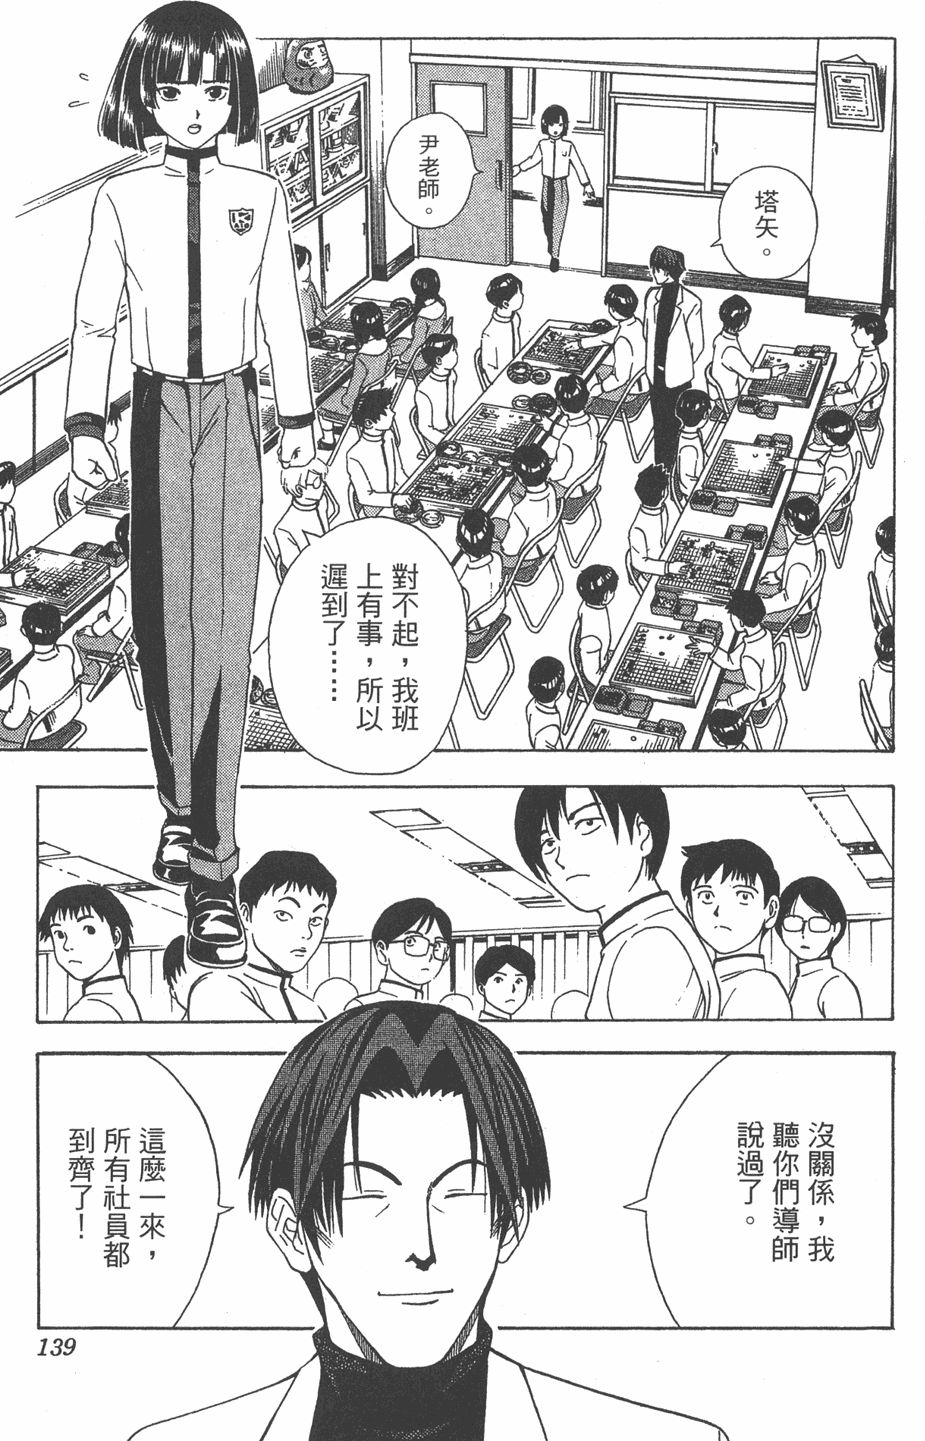 塔矢。
尹老師。
對不起，我班
上有事，所以
遲到了……
沒關係，我
聽你們導師
說過了。
這麼一來，
所有社員都
到齊了！
139